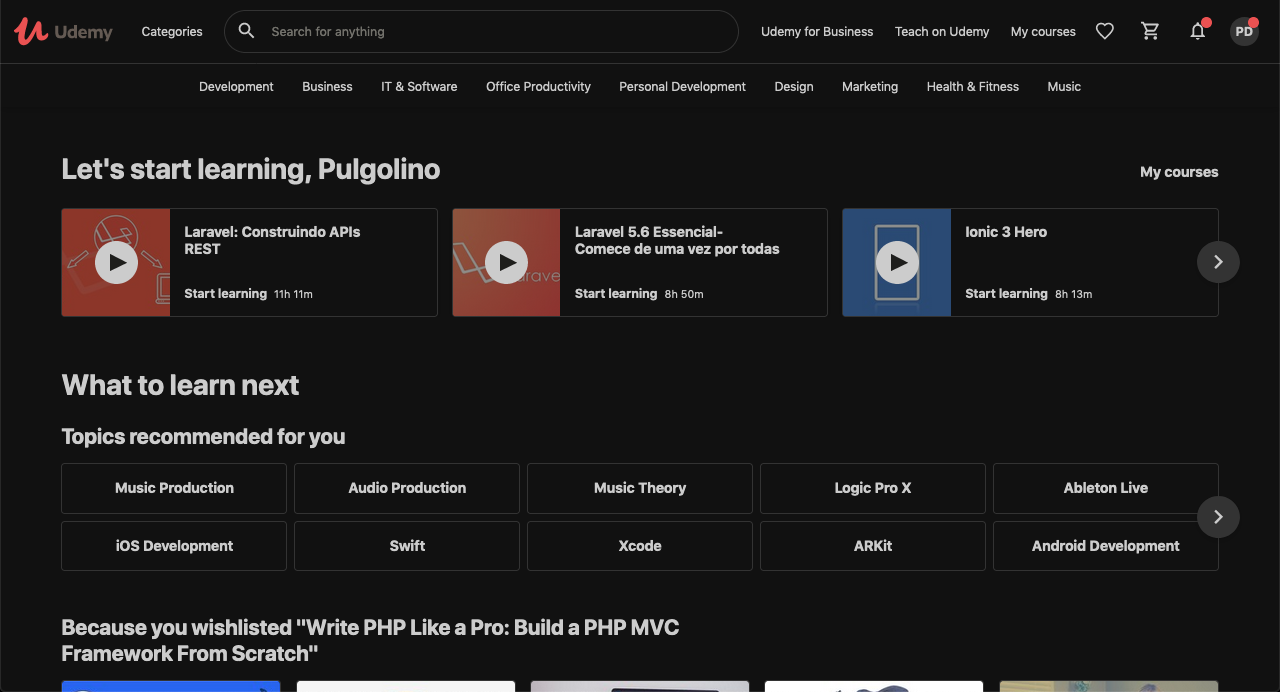 Udemy
Categories
Search for anything
Udemy for Business
Teach on Udemy
My courses
PD
Development
Business
IT & Software
Office Productivity
Personal Development
Design
Marketing
Health & Fitness
Music
Let's start learning, Pulgolino
My courses
Laravel: Construindo APIs
REST
Start learning 11h 11m
Laravel 5.6 Essencial-
Comece de uma vez por todas
Start learning 8h 50m
Ionic 3 Hero
Start learning 8h 13m
What to learn next
Topics recommended for you
Music Production
Audio Production
Music Theory
Logic Pro X
Ableton Live
iOS Development
Swift
Xcode
ARKit
Android Development
Because you wishlisted "Write PHP Like a Pro: Build a PHP MVC
Framework From Scratch"